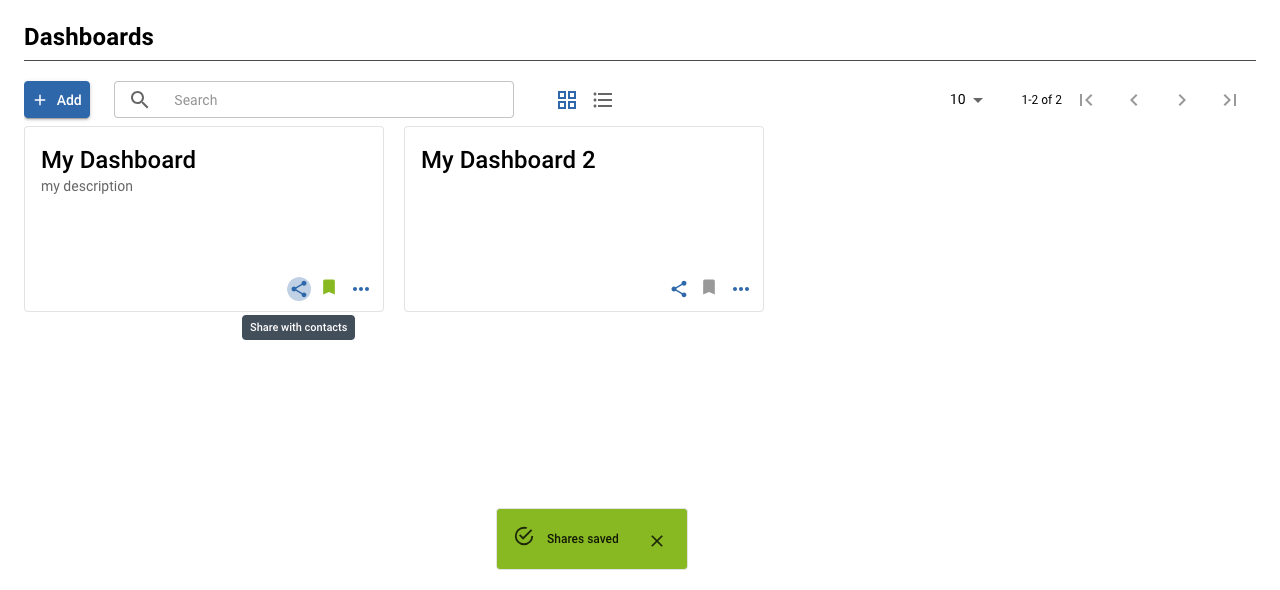 Dashboards
Add
Search
10
1-2 of 2
My Dashboard
my description
My Dashboard 2
Share with contacts
Shares saved